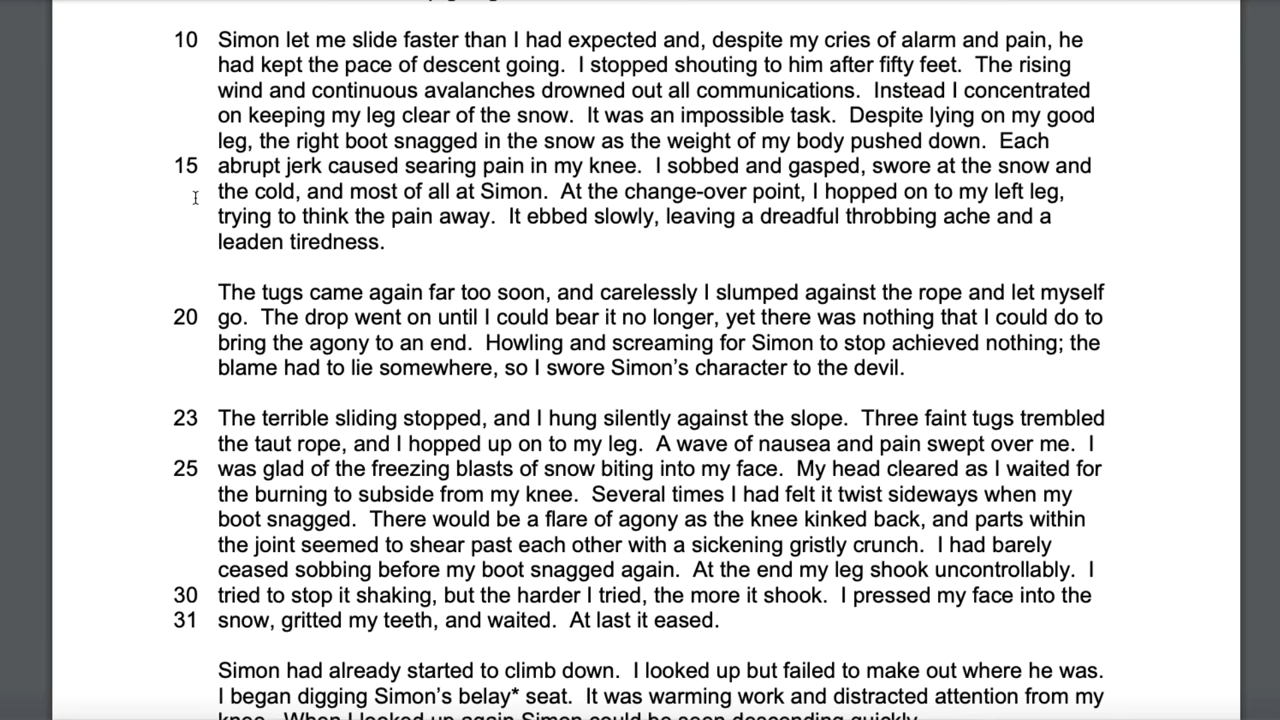 10 Simon let me slide faster than I had expected and, despite my cries of alarm and pain, he
had kept the pace of descent going. I stopped shouting to him after fifty feet. The rising
wind and continuous avalanches drowned out all communications. Instead I concentrated
on keeping my leg clear of the snow. It was an impossible task. Despite lying on my good
leg, the right boot snagged in the snow as the weight of my body pushed down. Each
15 abrupt jerk caused searing pain in my knee. I sobbed and gasped, swore at the snow and
the cold, and most of all at Simon. At the change-over point, I hopped on to my left leg,
trying to think the pain away. It ebbed slowly, leaving a dreadful throbbing ache and a
leaden tiredness.
The tugs came again far too soon, and carelessly I slumped against the rope and let myself
20 go. The drop went on until I could bear it no longer, yet there was nothing that I could do to
bring the agony to an end. Howling and screaming for Simon to stop achieved nothing; the
blame had to lie somewhere, so I swore Simon's character to the devil.
23 The terrible sliding stopped, and I hung silently against the slope. Three faint tugs trembled
the taut rope, and I hopped up on to my leg. A wave of nausea and pain swept over me. I
25 was glad of the freezing blasts of snow biting into my face. My head cleared as I waited for
the burning to subside from my knee. Several times I had felt it twist sideways when my
boot snagged. There would be a flare of agony as the knee kinked back, and parts within
the joint seemed to shear past each other with a sickening gristly crunch. I had barely
ceased sobbing before my boot snagged again. At the end my leg shook uncontrollably. I
30 tried to stop it shaking, but the harder I tried, the more it shook. I pressed my face into the
31 snow, gritted my teeth, and waited. At last it eased.
Simon had already started to climb down. I looked up but failed to make out where he was.
I began digging Simon's belay* seat. It was warming work and distracted attention from my
knee. When I looked up again Simon could be seen descending quickly.